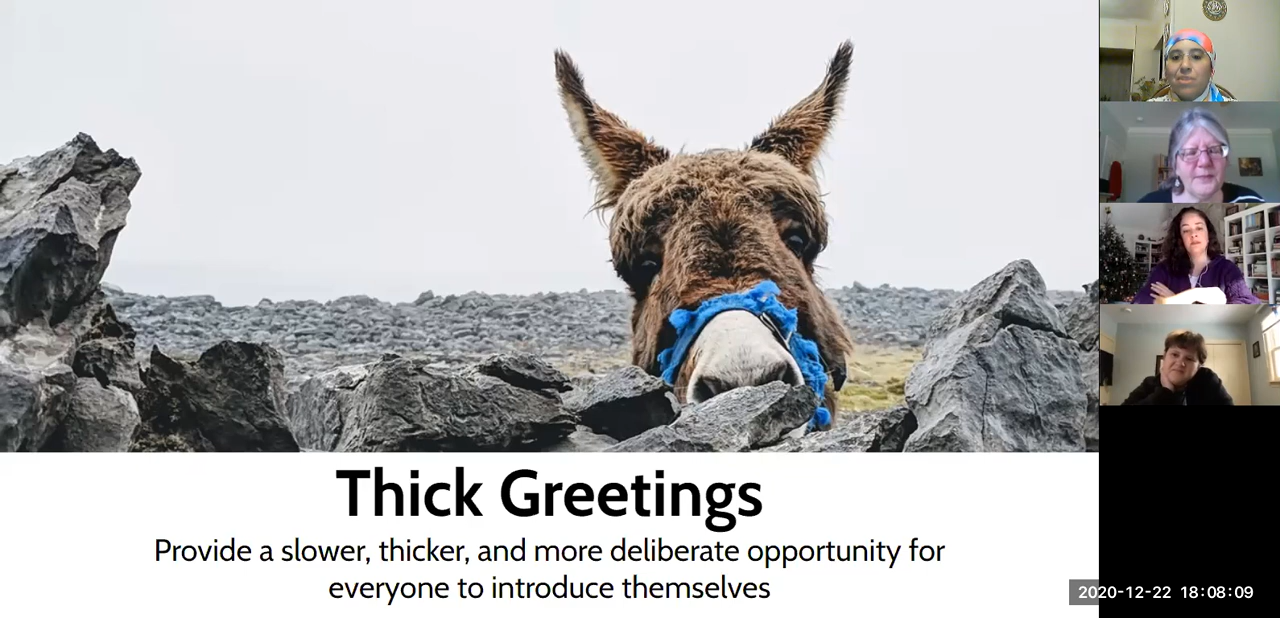 Thick Greetings
Provide a slower, thicker, and more deliberate opportunity for
everyone to introduce themselves
2020-12-22 18:08:09